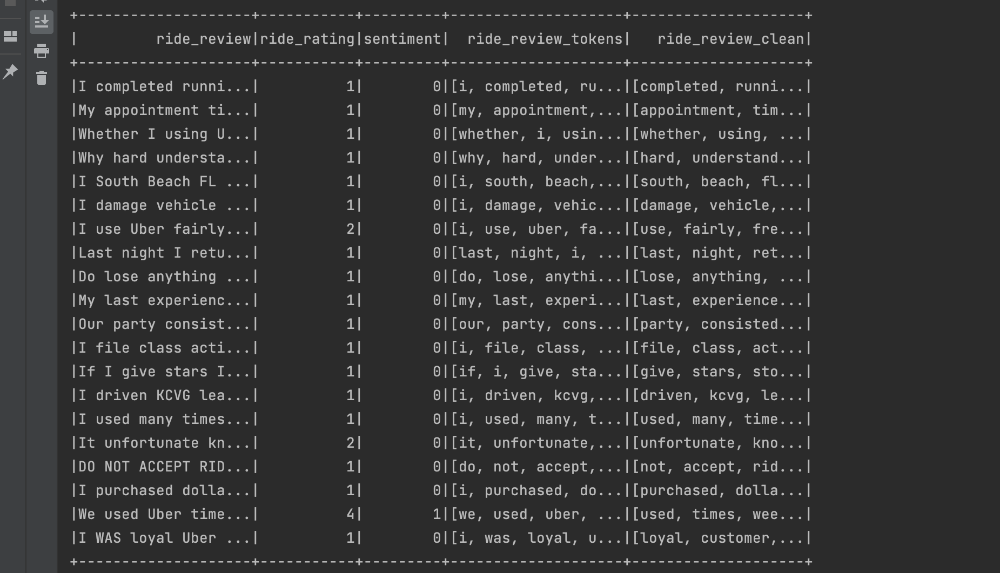 +--------------------+-----------+---------+--------------------+--------------------+
|         ride_review|ride_rating|sentiment|  ride_review_tokens|   ride_review_clean|
+--------------------+-----------+---------+--------------------+--------------------+
|I completed runni...|          1|        0|[i, completed, ru...|[completed, runni...|
|My appointment ti...|          1|        0|[my, appointment,...|[appointment, tim...|
|Whether I using U...|          1|        0|[whether, i, usin...|[whether, using, ...|
|Why hard understa...|          1|        0|[why, hard, under...|[hard, understand...|
|I South Beach FL ...|          1|        0|[i, south, beach,...|[south, beach, fl...|
|I damage vehicle ...|          1|        0|[i, damage, vehic...|[damage, vehicle,...|
|I use Uber fairly...|          2|        0|[i, use, uber, fa...|[use, fairly, fre...|
|Last night I retu...|          1|        0|[last, night, i, ...|[last, night, ret...|
|Do lose anything ...|          1|        0|[do, lose, anythi...|[lose, anything, ...|
|My last experienc...|          1|        0|[my, last, experi...|[last, experience...|
|Our party consist...|          1|        0|[our, party, cons...|[party, consisted...|
|I file class acti...|          1|        0|[i, file, class, ...|[file, class, act...|
|If I give stars I...|          1|        0|[if, i, give, sta...|[give, stars, sto...|
|I driven KCVG lea...|          1|        0|[i, driven, kcvg,...|[driven, kcvg, le...|
|I used many times...|          1|        0|[i, used, many, t...|[used, many, time...|
|It unfortunate kn...|          2|        0|[it, unfortunate,...|[unfortunate, kno...|
|DO NOT ACCEPT RID...|          1|        0|[do, not, accept,...|[not, accept, rid...|
|I purchased dolla...|          1|        0|[i, purchased, do...|[purchased, dolla...|
|We used Uber time...|          4|        1|[we, used, uber, ...|[used, times, wee...|
|I WAS loyal Uber ...|          1|        0|[i, was, loyal, u...|[loyal, customer,...|
+--------------------+-----------+---------+--------------------+--------------------+